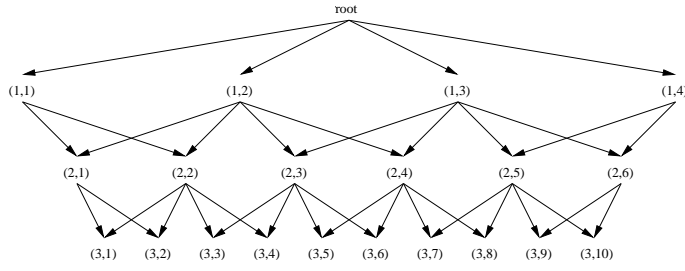 root
(1,1) (1,2) (1,3) (1,4)
(2,1) (2,2) (2,3) (2,4) (2,5) (2,6)
(3,1) (3,2) (3,3) (3,4) (3,5) (3,6) (3,7) (3,8) (3,9) (3,10)